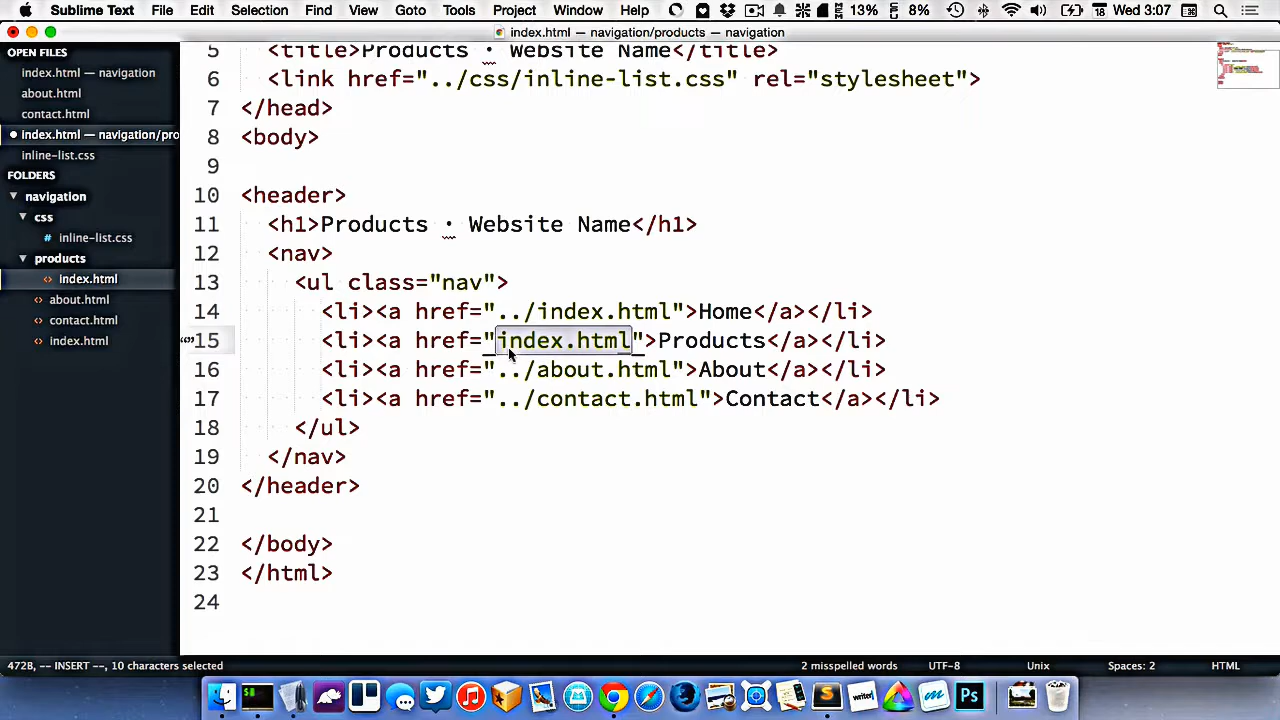 Sublime Text File Edit Selection Find View Goto Tools Project Window Help 13% 8% Wed 3:07
index.html — navigation/products — navigation
OPEN FILES
index.html — navigation
about.html
contact.html
index.html — navigation/pro
inline-list.css
FOLDERS
navigation
css
inline-list.css
products
index.html
about.html
contact.html
index.html
5 <title>Products · Website Name</title>
6 <link href="../css/inline-list.css" rel="stylesheet">
7 </head>
8 <body>
9
10 <header>
11 <h1>Products · Website Name</h1>
12 <nav>
13 <ul class="nav">
14 <li><a href="../index.html">Home</a></li>
15 <li><a href="index.html">Products</a></li>
16 <li><a href="../about.html">About</a></li>
17 <li><a href="../contact.html">Contact</a></li>
18 </ul>
19 </nav>
20 </header>
21
22 </body>
23 </html>
24
4728, -- INSERT --, 10 characters selected 2 misspelled words UTF-8 Unix Spaces: 2 HTML